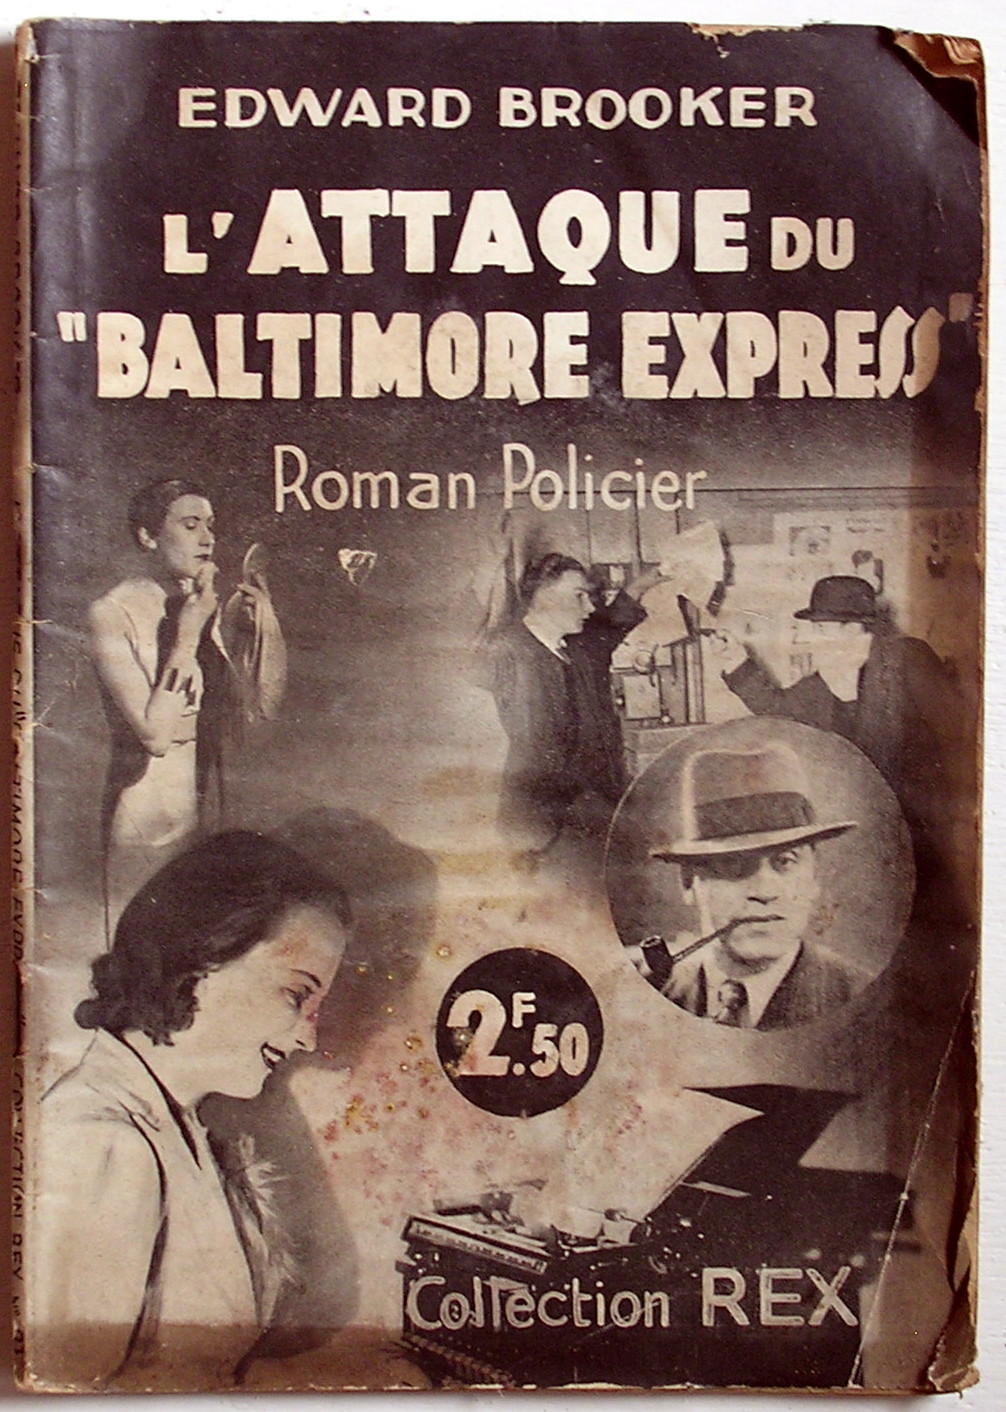 EDWARD BROOKER
L'ATTAQUE DU
"BALTIMORE EXPRESS"
Roman Policier
2F.50
Collection REX